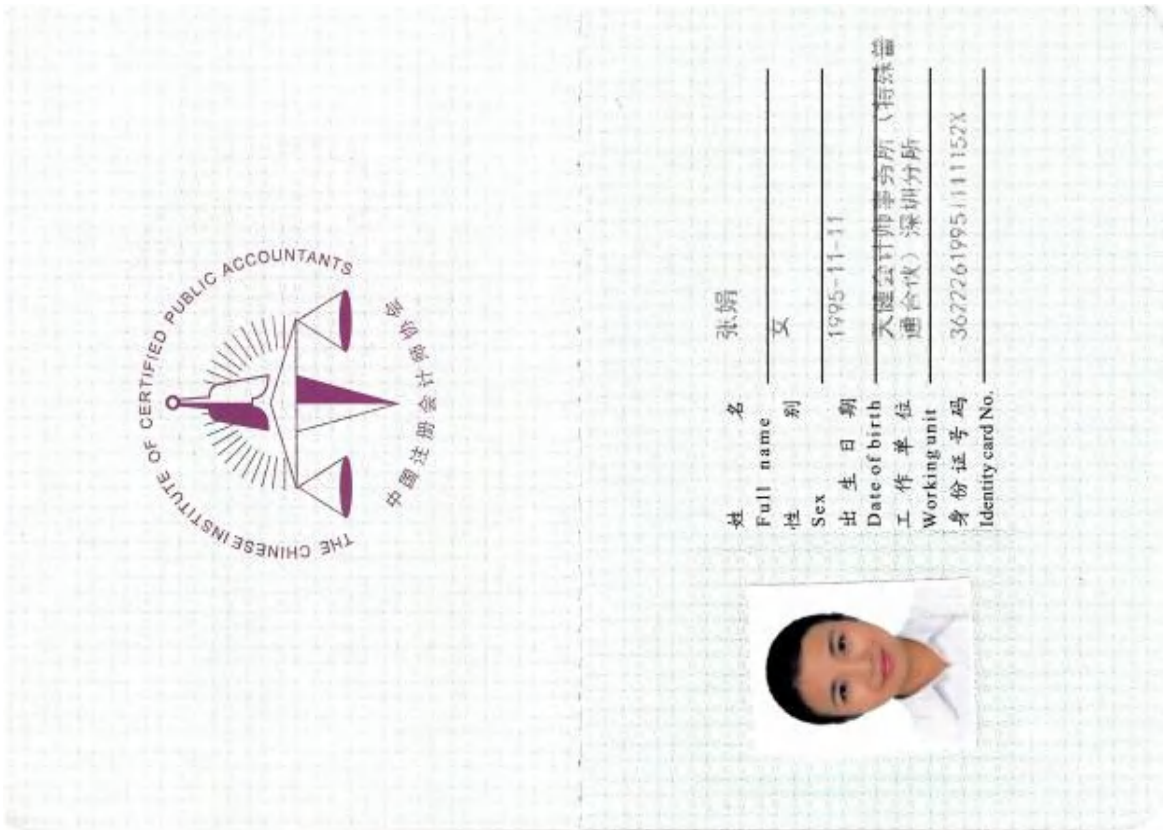 THE CHINESE INSTITUTE OF CERTIFIED PUBLIC ACCOUNTANTS
中国注册会计师协会
姓 名 张娟
Full name
性 别 女
Sex
出 生 日 期 1995-11-11
Date of birth
工 作 单 位 天健会计师事务所（特殊普
通合伙）深圳分所
Working unit
身份证号码 36222619951111152X
Identity card No.